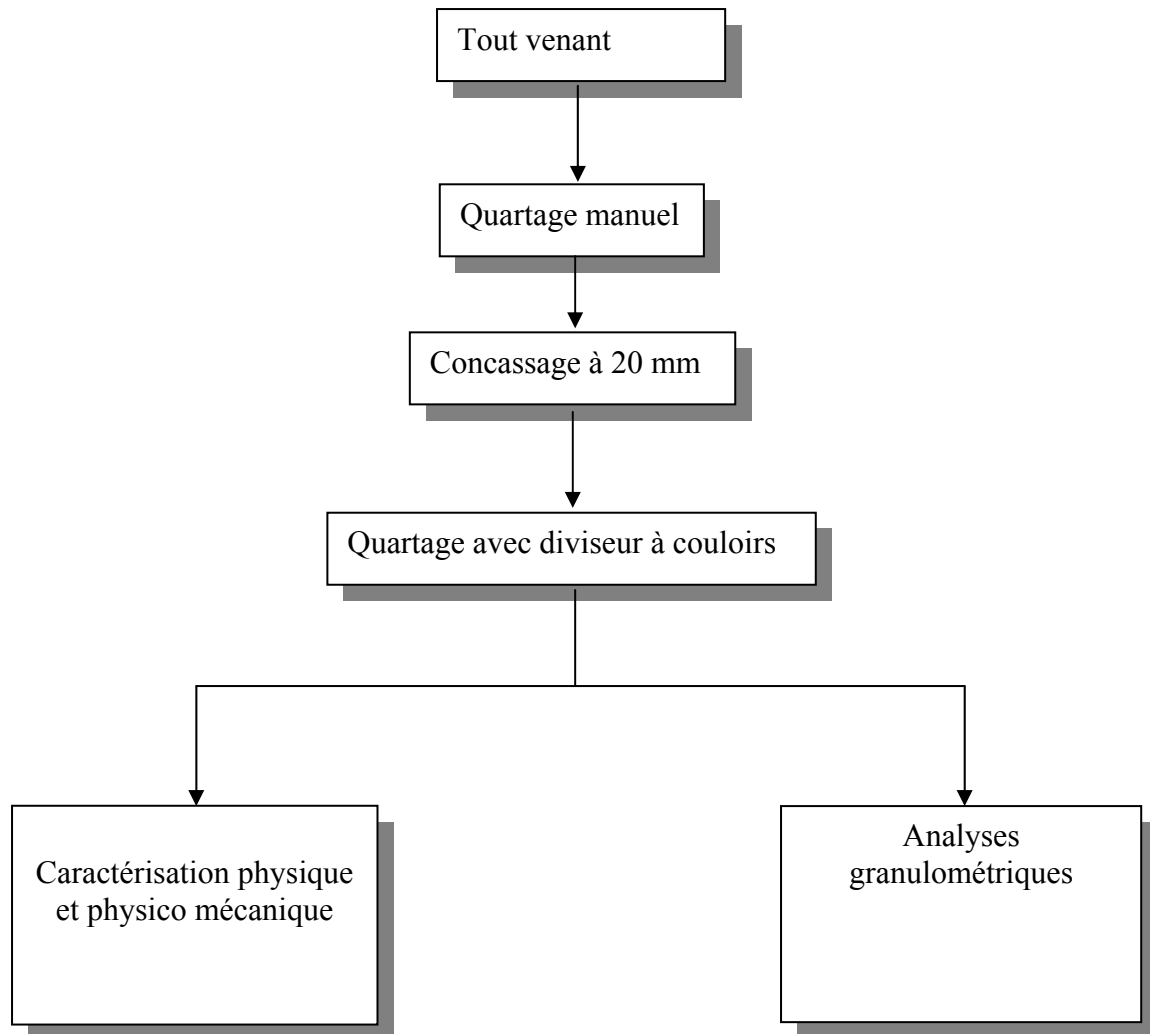 Tout venant
Quartage manuel
Concassage à 20 mm
Quartage avec diviseur à couloirs
Caractérisation physique
et physico mécanique
Analyses
granulométriques